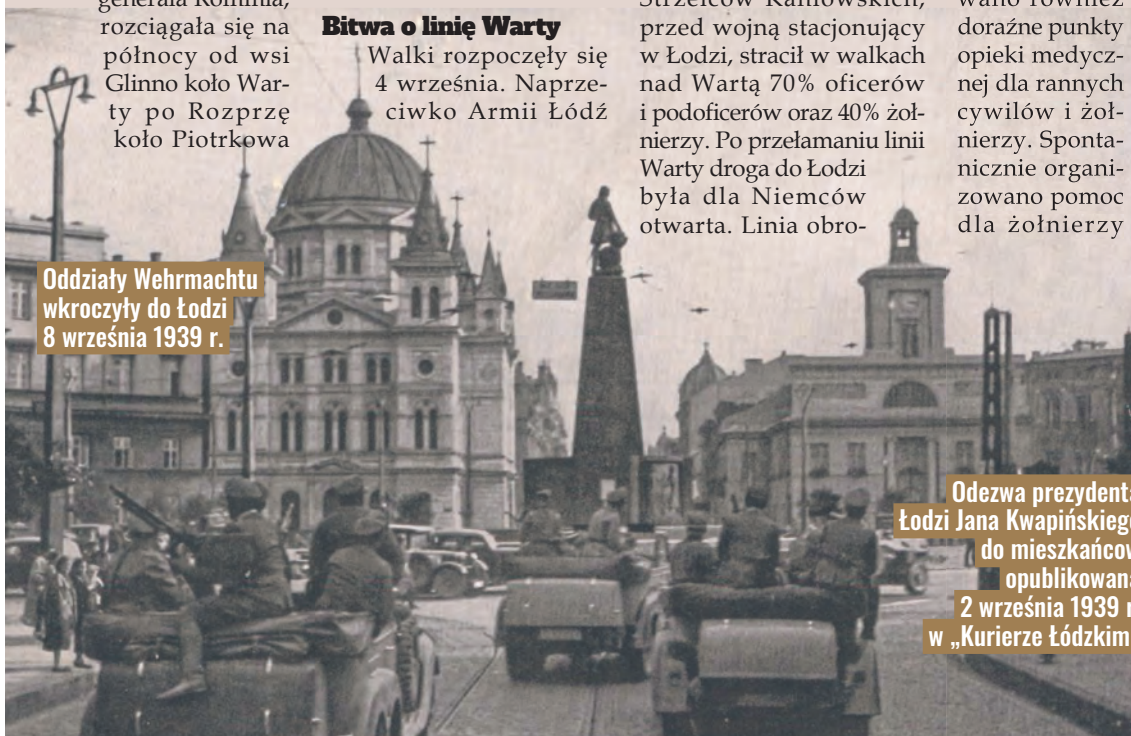 generała Rómmla,
rozciągała się na
północy od wsi
Glinno koło War-
ty po Rozprzę
koło Piotrkowa
Bitwa o linię Warty
Walki rozpoczęły się
4 września. Naprze-
ciwko Armii Łódź
Strzelców Kaniowskich,
przed wojną stacjonujący
w Łodzi, stracił w walkach
nad Wartą 70% oficerów
i podoficerów oraz 40% żoł-
nierzy. Po przełamaniu linii
Warty droga do Łodzi
była dla Niemców
otwarta. Linia obro-
wano również
doraźne punkty
opieki medycz-
nej dla rannych
cywilów i żoł-
nierzy. Sponta-
nicznie organi-
zowano pomoc
dla żołnierzy
Oddziały Wehrmachtu
wkroczyły do Łodzi
8 września 1939 r.
Odezwa prezydenta
Łodzi Jana Kwapińskiego
do mieszkańców
opublikowana
2 września 1939 r.
w „Kurierze Łódzkim”